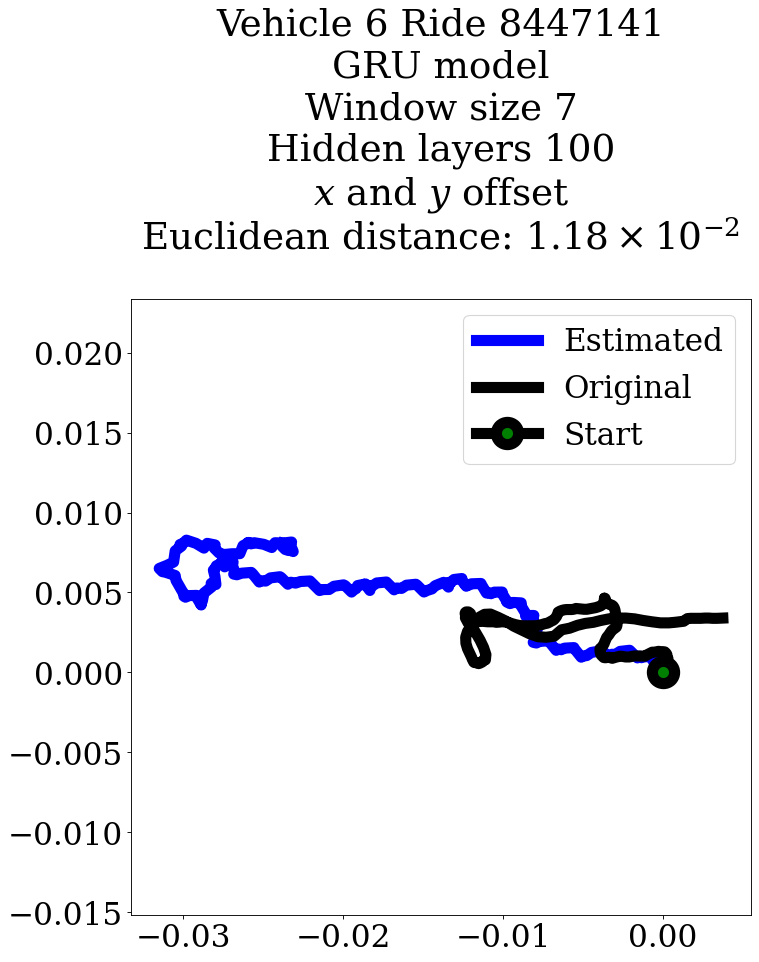 Vehicle 6 Ride 8447141
GRU model
Window size 7
Hidden layers 100
x and y offset
Euclidean distance: 1.18 × 10⁻²
Estimated
Original
Start
0.020
0.015
0.010
0.005
0.000
−0.005
−0.010
−0.015
−0.03 −0.02 −0.01 0.00